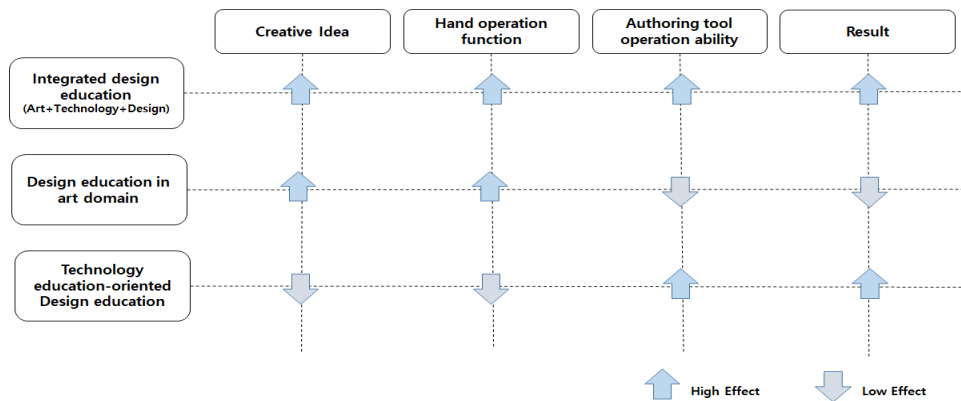 Creative Idea
Hand operation
function
Authoring tool
operation ability
Result
Integrated design
education
(Art+Technology+Design)
Design education in
art domain
Technology
education-oriented
Design education
High Effect
Low Effect